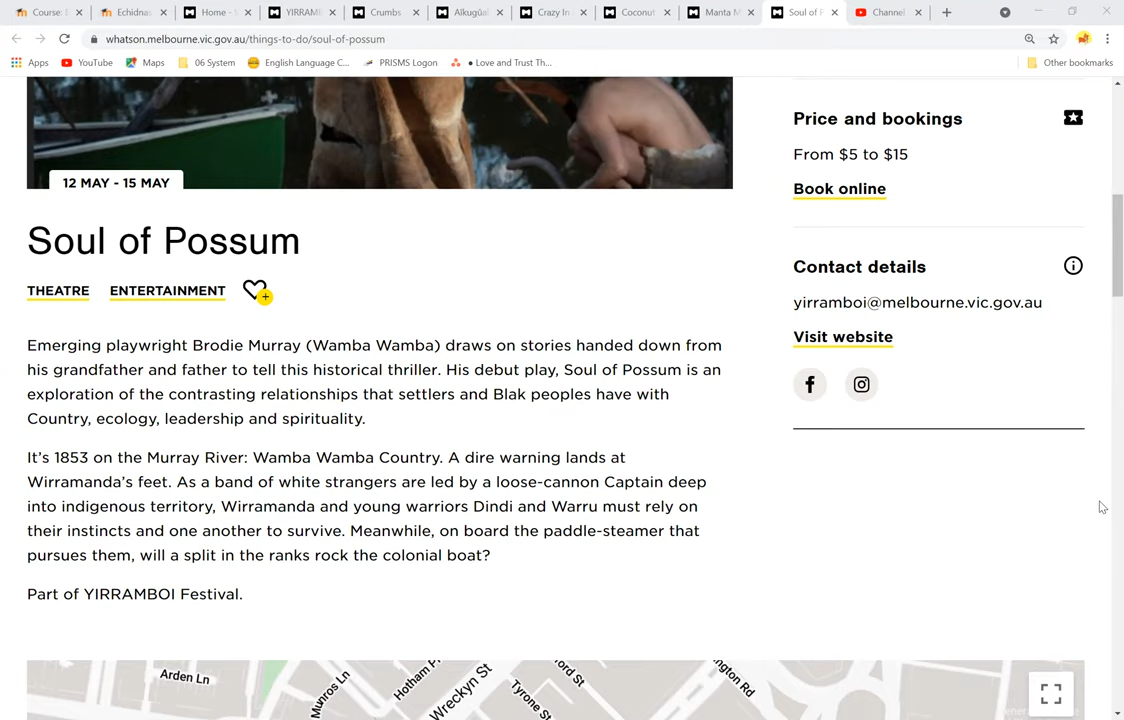 Course: I
Echidnas
Home -
YIRRAMB
Crumbs
Alkugũal
Crazy In
Coconut
Manta M
Soul of P
Channel
whatson.melbourne.vic.gov.au/things-to-do/soul-of-possum
Apps
YouTube
Maps
06 System
English Language C...
PRISMS Logon
• Love and Trust Th...
Other bookmarks
12 MAY - 15 MAY
Soul of Possum
THEATRE
ENTERTAINMENT
Emerging playwright Brodie Murray (Wamba Wamba) draws on stories handed down from
his grandfather and father to tell this historical thriller. His debut play, Soul of Possum is an
exploration of the contrasting relationships that settlers and Blak peoples have with
Country, ecology, leadership and spirituality.
It's 1853 on the Murray River: Wamba Wamba Country. A dire warning lands at
Wirramanda's feet. As a band of white strangers are led by a loose-cannon Captain deep
into indigenous territory, Wirramanda and young warriors Dindi and Warru must rely on
their instincts and one another to survive. Meanwhile, on board the paddle-steamer that
pursues them, will a split in the ranks rock the colonial boat?
Part of YIRRAMBOI Festival.
Price and bookings
From $5 to $15
Book online
Contact details
yirramboi@melbourne.vic.gov.au
Visit website
Arden Ln
Munros Ln
Hotham P
Wreckyn St
Tyrone St
ford St
ngton Rd